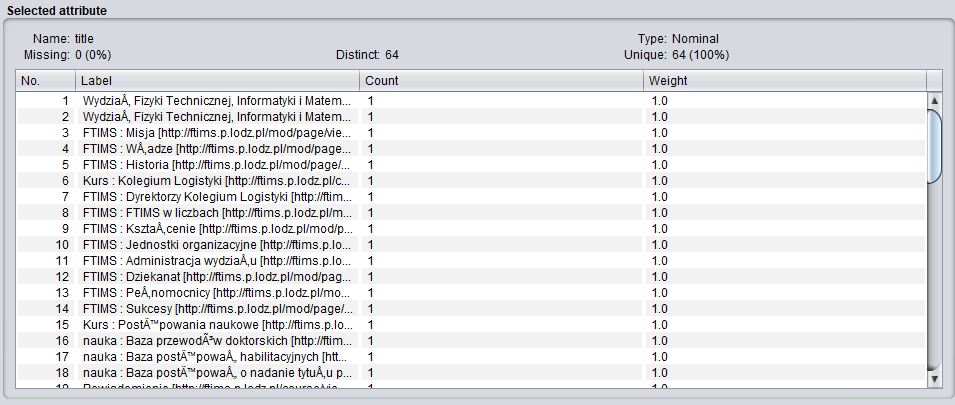 Selected attribute
Name: title Type: Nominal
Missing: 0 (0%) Distinct: 64 Unique: 64 (100%)
No. Label Count Weight
1 WydziaÅ‚ Fizyki Technicznej, Informatyki i Matem... 1 1.0
2 WydziaÅ‚ Fizyki Technicznej, Informatyki i Matem... 1 1.0
3 FTIMS : Misja [http://ftims.p.lodz.pl/mod/page/vie... 1 1.0
4 FTIMS : WÅ‚adze [http://ftims.p.lodz.pl/mod/page... 1 1.0
5 FTIMS : Historia [http://ftims.p.lodz.pl/mod/page/... 1 1.0
6 Kurs : Kolegium Logistyki [http://ftims.p.lodz.pl/c... 1 1.0
7 FTIMS : Dyrektorzy Kolegium Logistyki [http://ftim... 1 1.0
8 FTIMS : FTIMS w liczbach [http://ftims.p.lodz.pl/m... 1 1.0
9 FTIMS : KsztaÅ‚cenie [http://ftims.p.lodz.pl/mod/p... 1 1.0
10 FTIMS : Jednostki organizacyjne [http://ftims.p.lo... 1 1.0
11 FTIMS : Administracja wydziaÅ‚u [http://ftims.p.lo... 1 1.0
12 FTIMS : Dziekanat [http://ftims.p.lodz.pl/mod/pag... 1 1.0
13 FTIMS : PeÅ‚nomocnicy [http://ftims.p.lodz.pl/mo... 1 1.0
14 FTIMS : Sukcesy [http://ftims.p.lodz.pl/mod/page/... 1 1.0
15 Kurs : PostÄ™powania naukowe [http://ftims.p.lod... 1 1.0
16 nauka : Baza przewodÃ³w doktorskich [http://ftim... 1 1.0
17 nauka : Baza postÄ™powaÅ„ habilitacyjnych [htt... 1 1.0
18 nauka : Baza postÄ™powaÅ„ o nadanie tytuÅ‚u p... 1 1.0